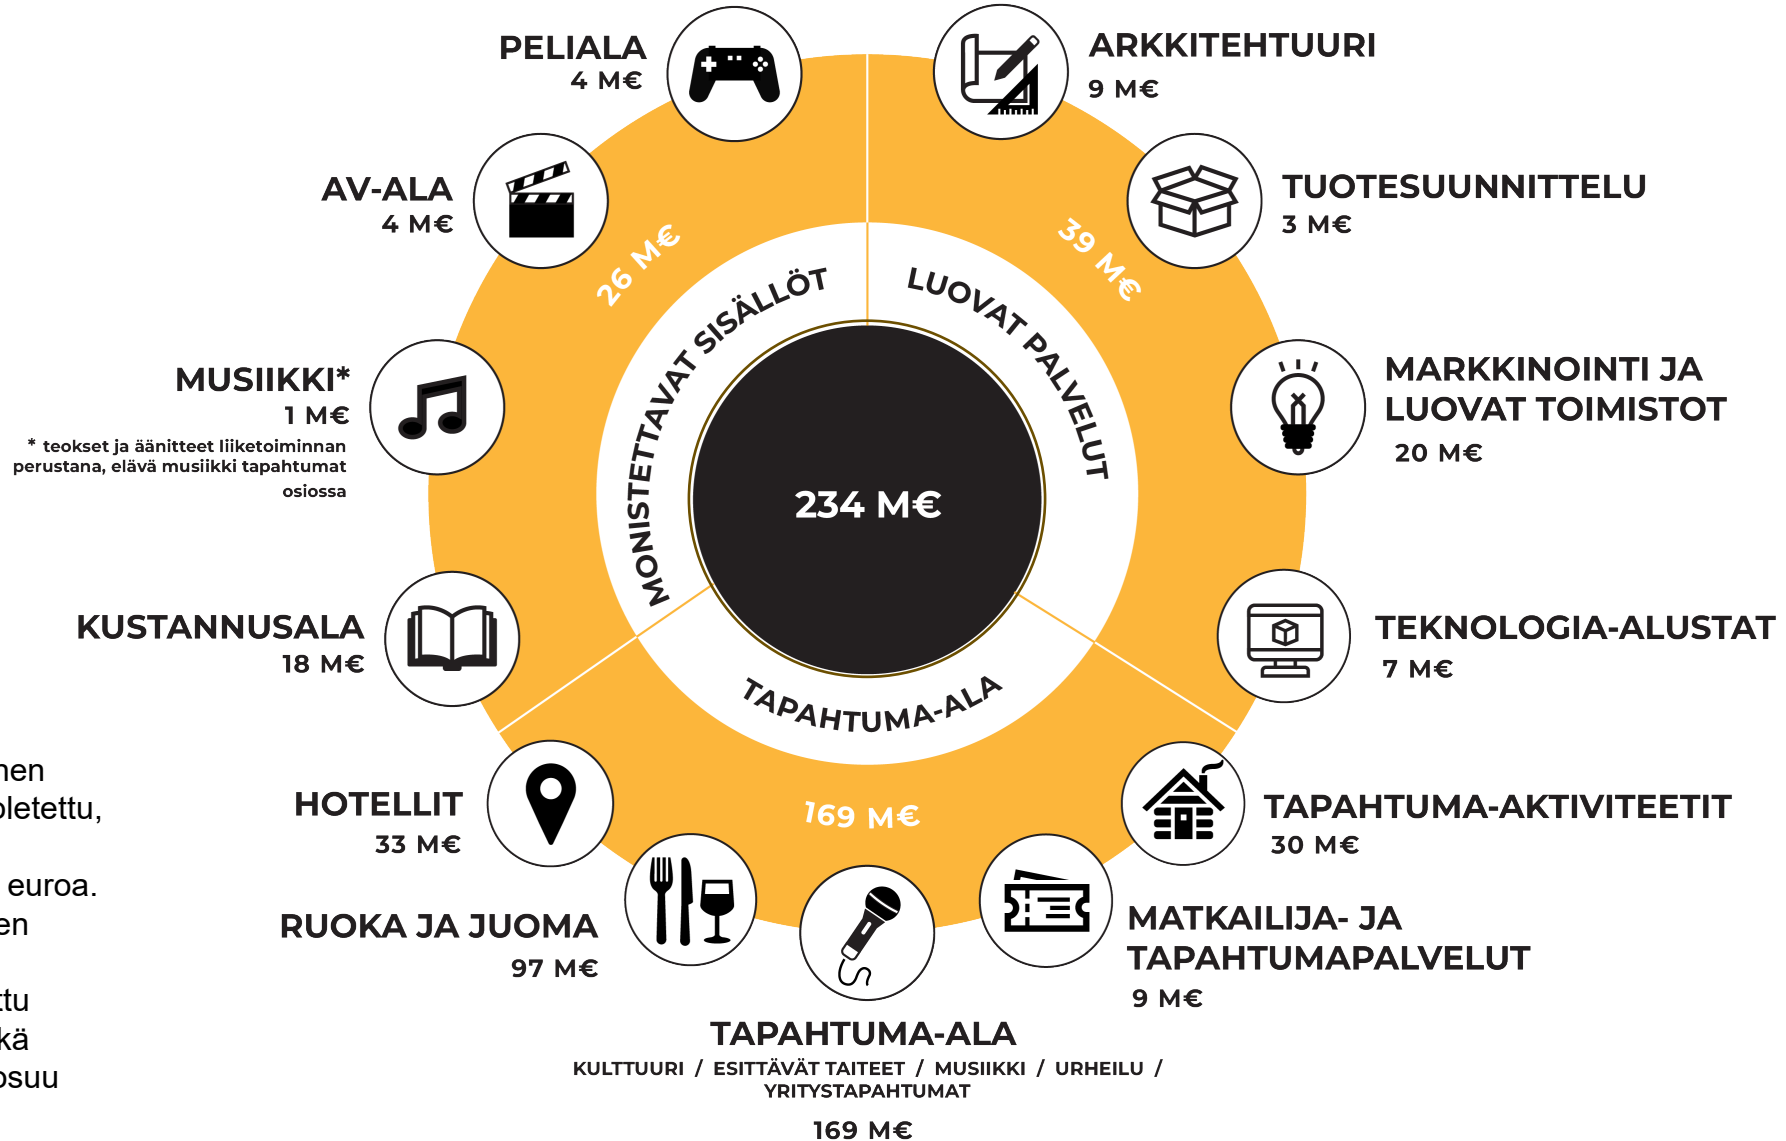 PELIALA
4 M€
ARKKITEHTUURI
9 M€
AV-ALA
4 M€
TUOTESUUNNITTELU
3 M€
26 M€
39 M€
MONISTETTAVAT SISÄLLÖT
LUOVAT PALVELUT
MUSIIKKI*
1 M€
* teokset ja äänitteet liiketoiminnan
perustana, elävä musiikki tapahtumat
osiossa
MARKKINOINTI JA
LUOVAT TOIMISTOT
20 M€
234 M€
KUSTANNUSALA
18 M€
TEKNOLOGIA-ALUSTAT
7 M€
TAPAHTUMA-ALA
169 M€
HOTELLIT
33 M€
TAPAHTUMA-AKTIVITEETIT
30 M€
RUOKA JA JUOMA
97 M€
MATKAILIJA- JA
TAPAHTUMAPALVELUT
9 M€
TAPAHTUMA-ALA
KULTTUURI / ESITTÄVÄT TAITEET / MUSIIKKI / URHEILU /
YRITYSTAPAHTUMAT
169 M€
euroa.